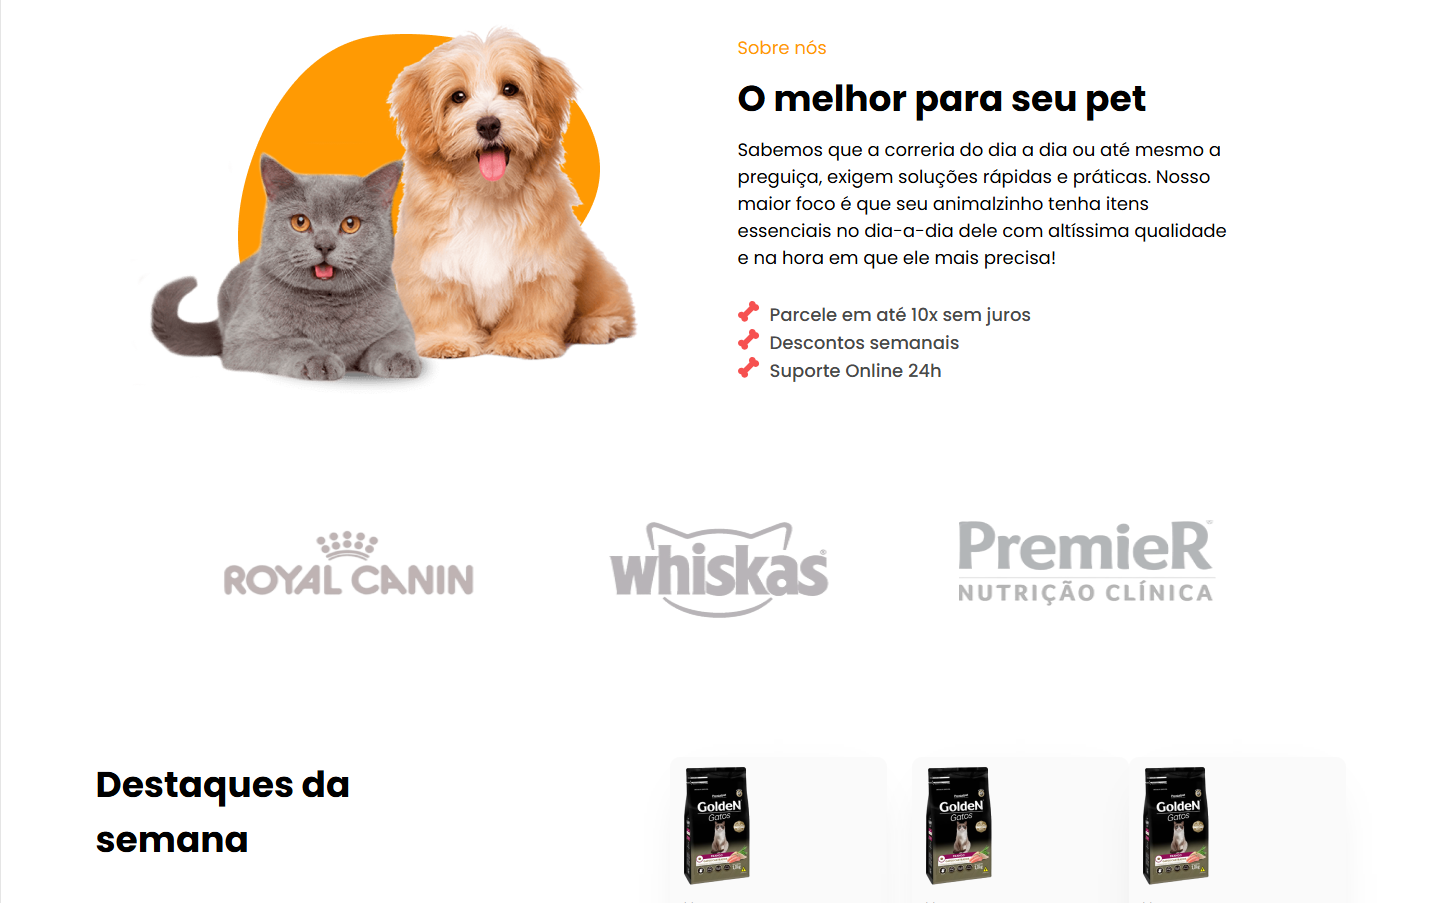 Sobre nós
O melhor para seu pet
Sabemos que a correria do dia a dia ou até mesmo a
preguiça, exigem soluções rápidas e práticas. Nosso
maior foco é que seu animalzinho tenha itens
essenciais no dia-a-dia dele com altíssima qualidade
e na hora em que ele mais precisa!
Parcele em até 10x sem juros
Descontos semanais
Suporte Online 24h
ROYAL CANIN
whiskas®
PremieR
NUTRIÇÃO CLÍNICA
Destaques da
semana
GoldeN
Gatos
GoldeN
Gatos
GoldeN
Gatos